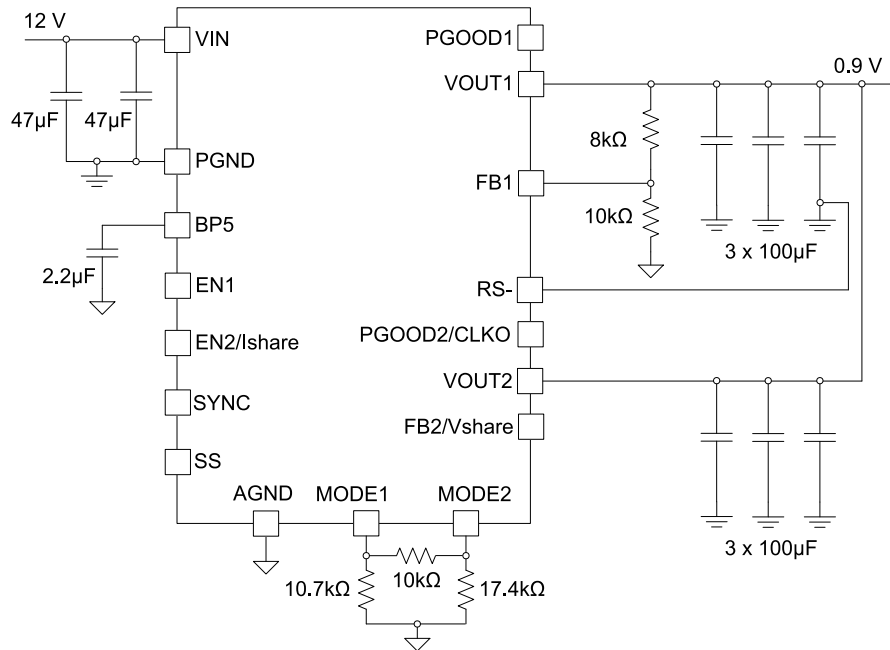 12 V
VIN
PGOOD1
VOUT1
0.9 V
47µF
47µF
8kΩ
PGND
FB1
10kΩ
BP5
3 x 100µF
2.2µF
EN1
RS-
EN2/Ishare
PGOOD2/CLKO
VOUT2
SYNC
FB2/Vshare
SS
AGND
MODE1
MODE2
3 x 100µF
10.7kΩ
10kΩ
17.4kΩ